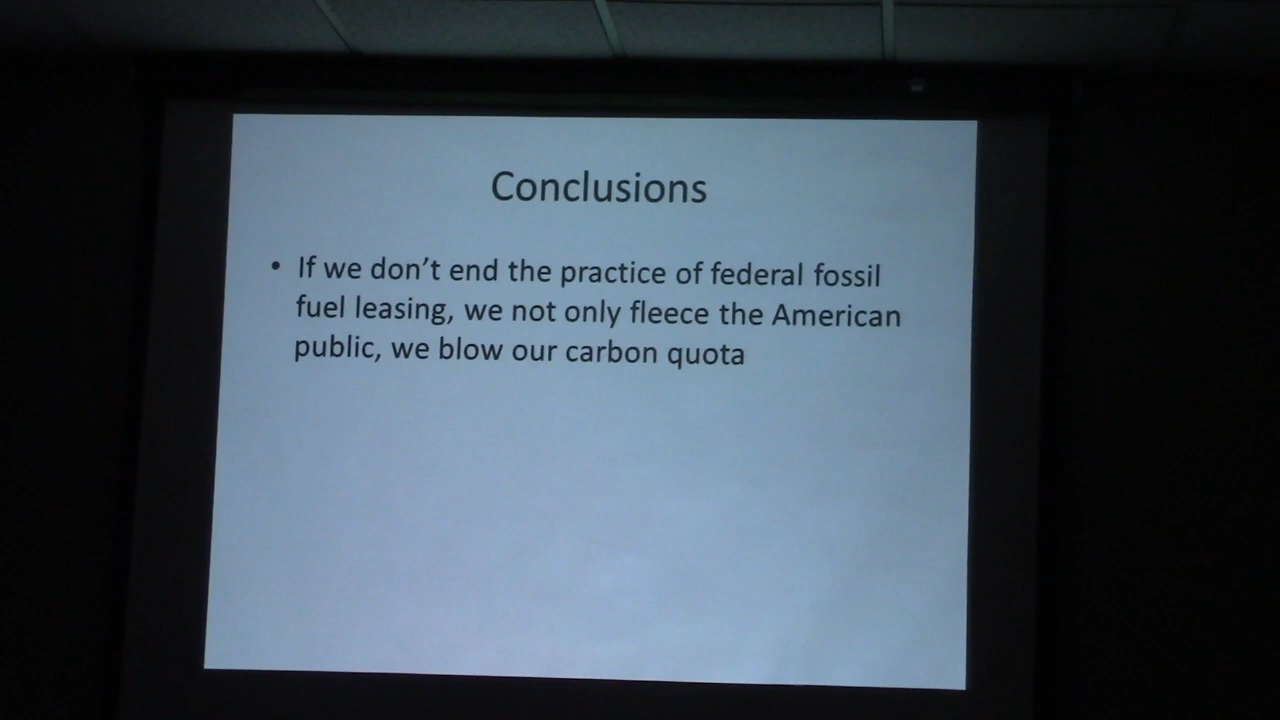 Conclusions
• If we don’t end the practice of federal fossil
fuel leasing, we not only fleece the American
public, we blow our carbon quota